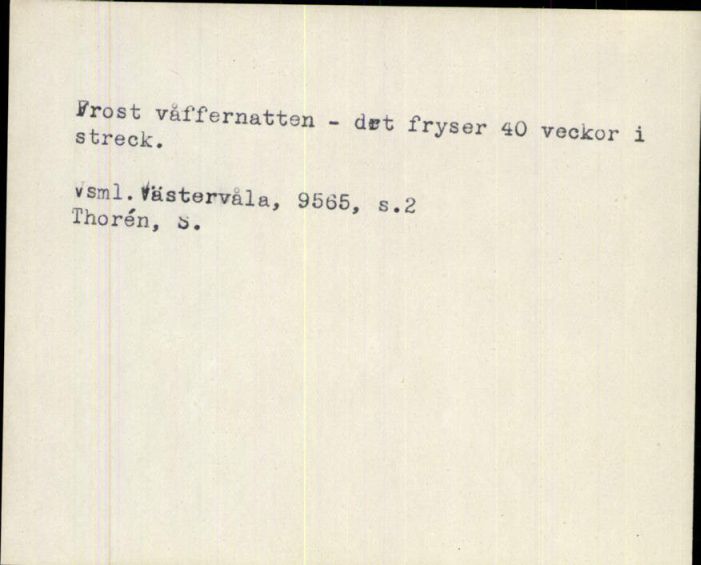 Frost våffernatten - det fryser 40 veckor i
streck.
Vsml. Västervåla, 9565, s.2
Thorén, S.